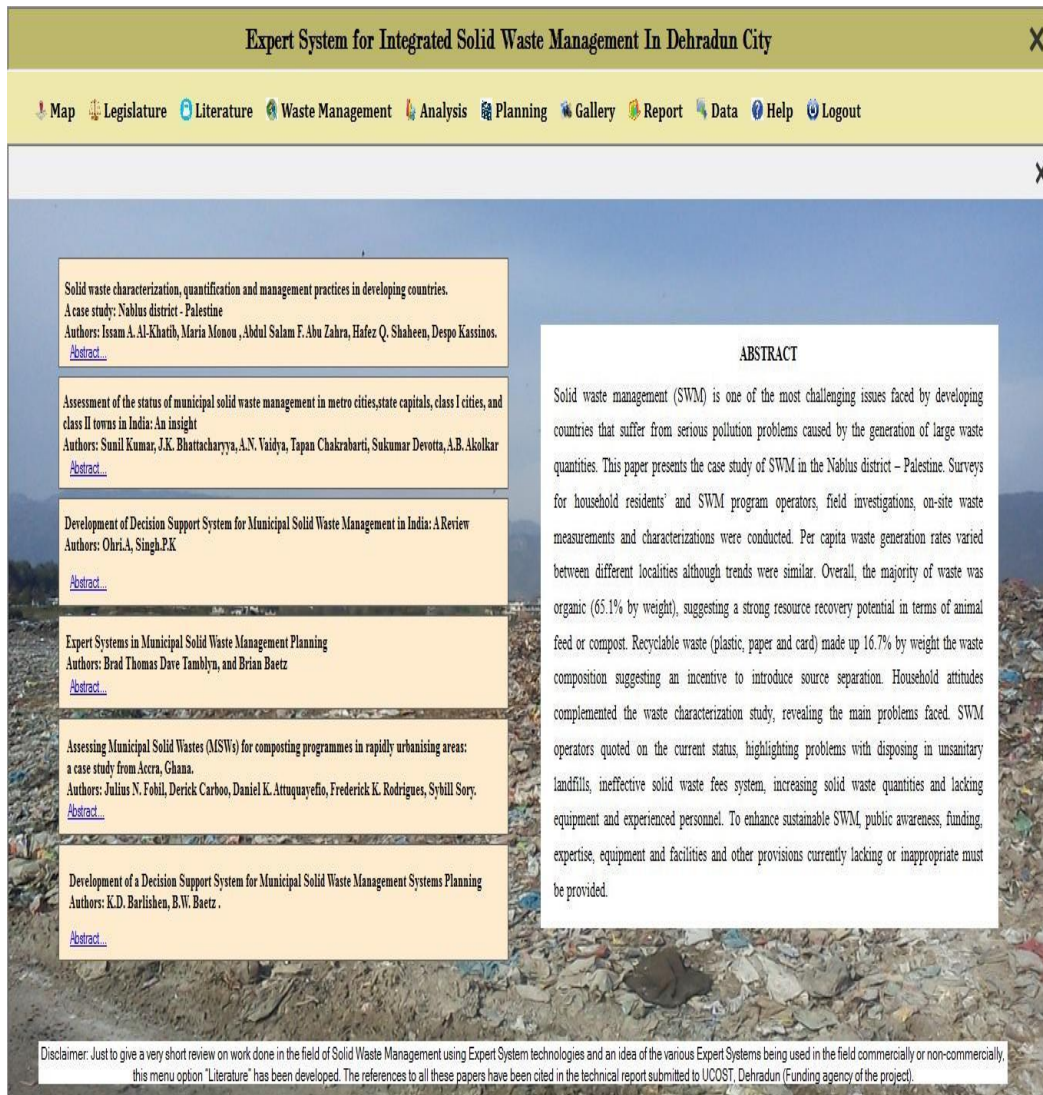 Expert System for Integrated Solid Waste Management In Dehradun City
Map Legislature Literature Waste Management Analysis Planning Gallery Report Data Help Logout
Solid waste characterization, quantification and management practices in developing countries.
A case study: Nablus district - Palestine
Authors: Issam A. Al-Khatib, Maria Monou , Abdul Salam F. Abu Zahra, Hafez Q. Shaheen, Despo Kassinos.
Abstract...
Assessment of the status of municipal solid waste management in metro cities,state capitals, class I cities, and
class II towns in India: An insight
Authors: Sunil Kumar, J.K. Bhattacharyya, A.N. Vaidya, Tapan Chakrabarti, Sukumar Devotta, A.B. Akolkar
Abstract...
Development of Decision Support System for Municipal Solid Waste Management in India: A Review
Authors: Ohri.A, Singh.P.K
Abstract...
Expert Systems in Municipal Solid Waste Management Planning
Authors: Brad Thomas Dave Tamblyn, and Brian Baetz
Abstract...
Assessing Municipal Solid Wastes (MSWs) for composting programmes in rapidly urbanising areas:
a case study from Accra, Ghana.
Authors: Julius N. Fobil, Derick Carboo, Daniel K. Attuquayefio, Frederick K. Rodrigues, Sybill Sory.
Abstract...
Development of a Decision Support System for Municipal Solid Waste Management Systems Planning
Authors: K.D. Barlishen, B.W. Baetz .
Abstract...
ABSTRACT
Solid waste management (SWM) is one of the most challenging issues faced by developing
countries that suffer from serious pollution problems caused by the generation of large waste
quantities. This paper presents the case study of SWM in the Nablus district – Palestine. Surveys
for household residents' and SWM program operators, field investigations, on-site waste
measurements and characterizations were conducted. Per capita waste generation rates varied
between different localities although trends were similar. Overall, the majority of waste was
organic (65.1% by weight), suggesting a strong resource recovery potential in terms of animal
feed or compost. Recyclable waste (plastic, paper and card) made up 16.7% by weight the waste
composition suggesting an incentive to introduce source separation. Household attitudes
complemented the waste characterization study, revealing the main problems faced. SWM
operators quoted on the current status, highlighting problems with disposing in unsanitary
landfills, ineffective solid waste fees system, increasing solid waste quantities and lacking
equipment and experienced personnel. To enhance sustainable SWM, public awareness, funding,
expertise, equipment and facilities and other provisions currently lacking or inappropriate must
be provided.
Disclaimer: Just to give a very short review on work done in the field of Solid Waste Management using Expert System technologies and an idea of the various Expert Systems being used in the field commercially or non-commercially,
this menu option "Literature" has been developed. The references to all these papers have been cited in the technical report submitted to UCOST, Dehradun (Funding agency of the project).